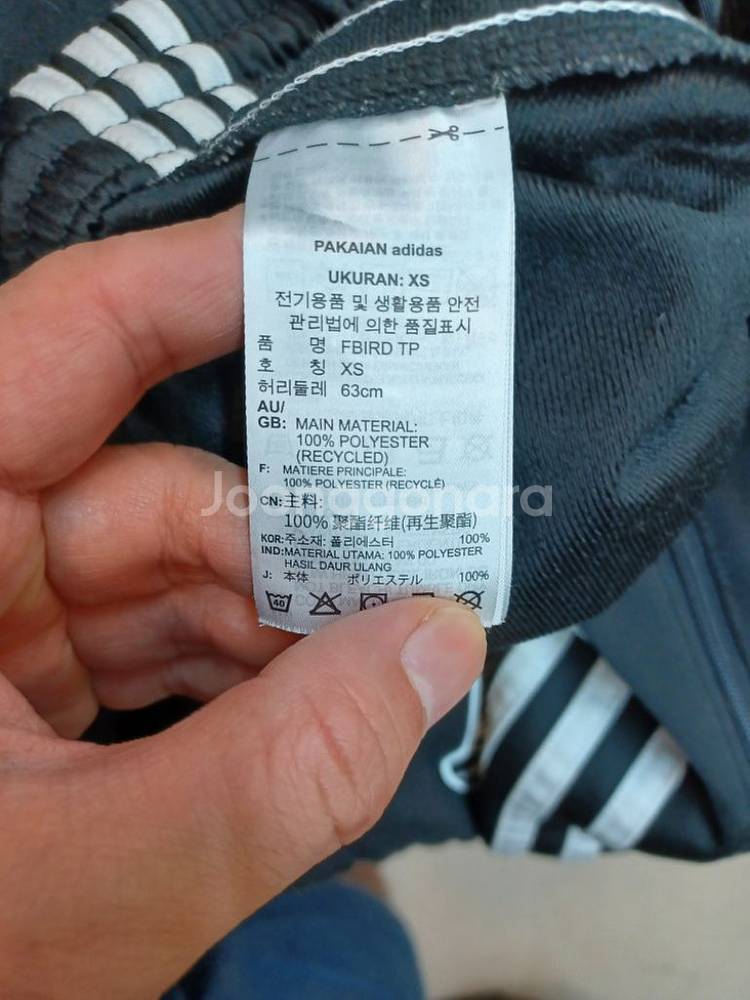 PAKAIAN adidas
UKURAN: XS
전기용품 및 생활용품 안전
관리법에 의한 품질표시
품 명 FBIRD TP
호 칭 XS
허리둘레 63cm
AU/
GB: MAIN MATERIAL:
100% POLYESTER
(RECYCLED)
F: MATIERE PRINCIPALE:
100% POLYESTER (RECYCLÉ)
CN: 主料:
100% 聚酯纤维(再生聚酯)
KOR: 주소재: 폴리에스터 100%
IND: MATERIAL UTAMA: 100% POLYESTER
HASIL DAUR ULANG
J: 本体 ポリエステル 100%
40
Joonggonara